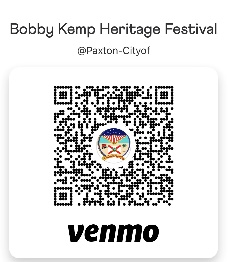 Bobby Kemp Heritage Festival
@Paxton-Cityof
venmo